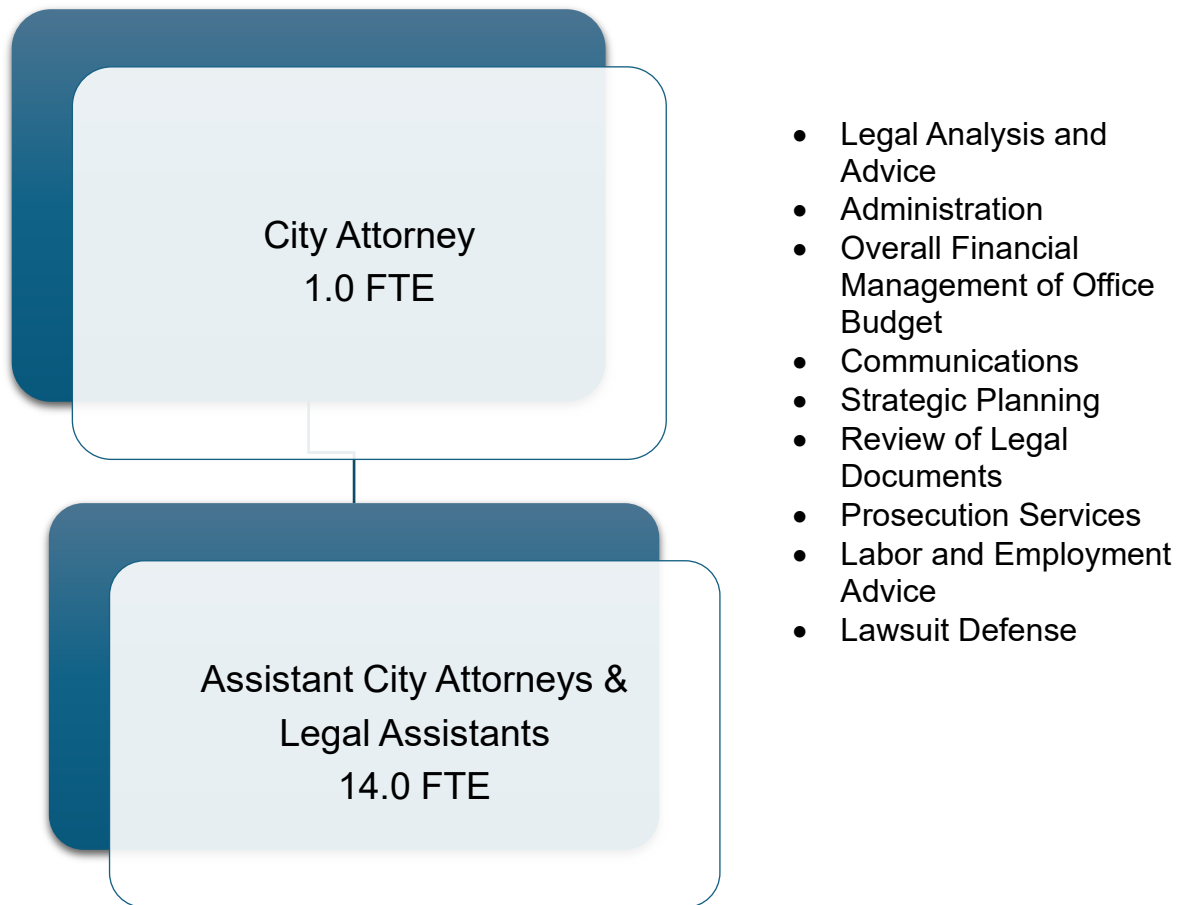 City Attorney
1.0 FTE
Assistant City Attorneys &
Legal Assistants
14.0 FTE
• Legal Analysis and
Advice
• Administration
• Overall Financial
Management of Office
Budget
• Communications
• Strategic Planning
• Review of Legal
Documents
• Prosecution Services
• Labor and Employment
Advice
• Lawsuit Defense